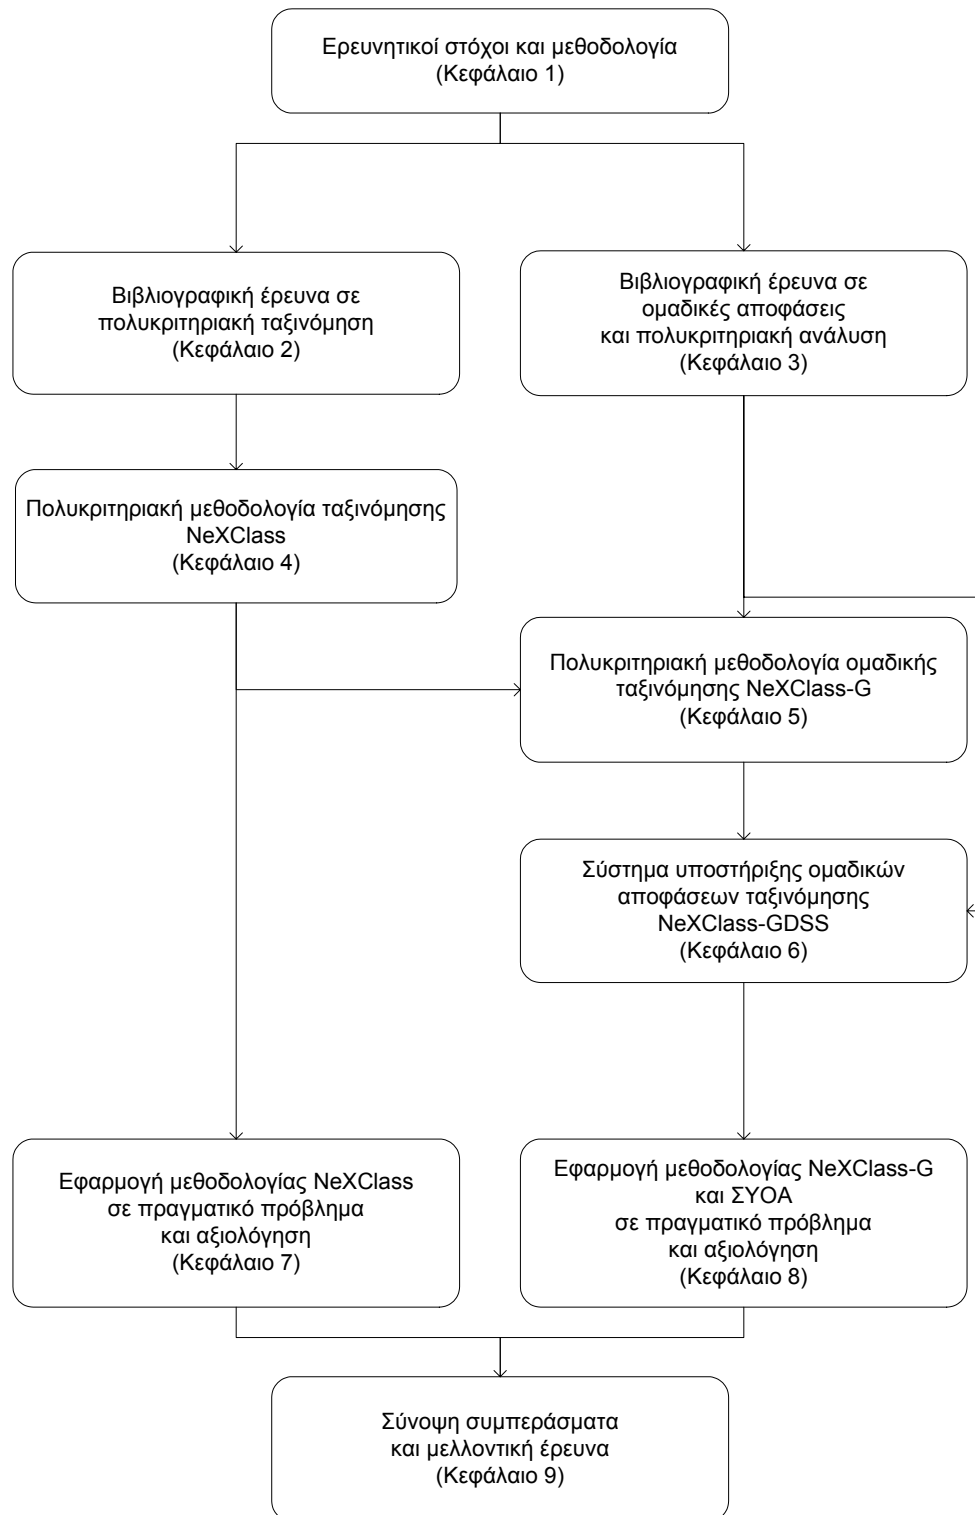 Ερευνητικοί στόχοι και μεθοδολογία
(Κεφάλαιο 1)
Βιβλιογραφική έρευνα σε
πολυκριτηριακή ταξινόμηση
(Κεφάλαιο 2)
Βιβλιογραφική έρευνα σε
ομαδικές αποφάσεις
και πολυκριτηριακή ανάλυση
(Κεφάλαιο 3)
Πολυκριτηριακή μεθοδολογία ταξινόμησης
NeXClass
(Κεφάλαιο 4)
Πολυκριτηριακή μεθοδολογία ομαδικής
ταξινόμησης NeXClass-G
(Κεφάλαιο 5)
Σύστημα υποστήριξης ομαδικών
αποφάσεων ταξινόμησης
NeXClass-GDSS
(Κεφάλαιο 6)
Εφαρμογή μεθοδολογίας NeXClass
σε πραγματικό πρόβλημα
και αξιολόγηση
(Κεφάλαιο 7)
Εφαρμογή μεθοδολογίας NeXClass-G
και ΣΥΟΑ
σε πραγματικό πρόβλημα
και αξιολόγηση
(Κεφάλαιο 8)
Σύνοψη συμπεράσματα
και μελλοντική έρευνα
(Κεφάλαιο 9)